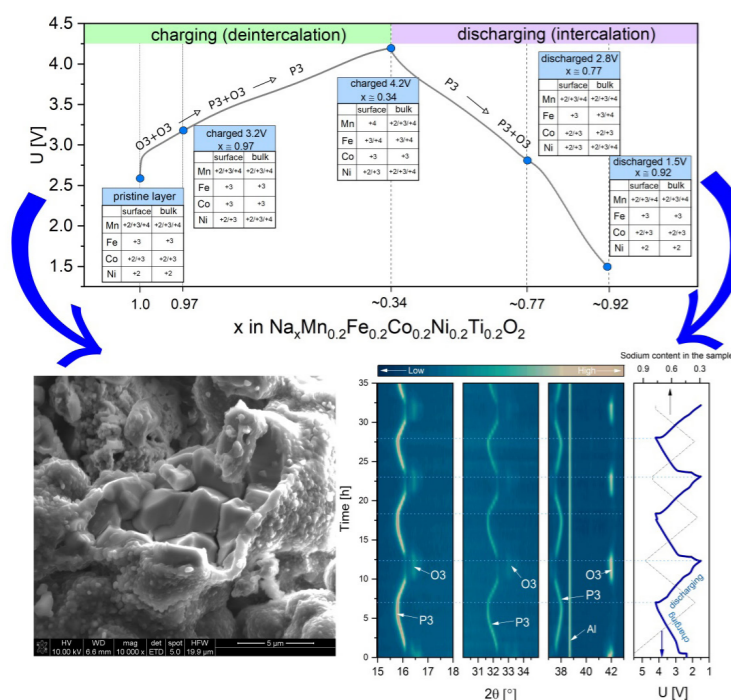 charging (deintercalation) discharging (intercalation)
4.5
4.0
3.5
3.0
2.5
2.0
1.5
U [V]
O3+O3 → P3+O3 → P3
P3 → P3+O3
pristine layer
surface bulk
Mn +2/+3/+4 +2/+3/+4
Fe +3 +3
Co +2/+3 +2/+3
Ni +2 +2
charged 3.2V
x ≅ 0.97
surface bulk
Mn +2/+3/+4 +2/+3/+4
Fe +3 +3
Co +3 +3
Ni +2/+3 +2/+3/+4
charged 4.2V
x ≅ 0.34
surface bulk
Mn +4 +2/+3/+4
Fe +3/+4 +3/+4
Co +3 +3
Ni +2/+3 +2/+3/+4
discharged 2.8V
x ≅ 0.77
surface bulk
Mn +2/+3/+4 +2/+3/+4
Fe +3 +3/+4
Co +2/+3 +2/+3
Ni +2/+3 +2/+3/+4
discharged 1.5V
x ≅ 0.92
surface bulk
Mn +2/+3/+4 +2/+3/+4
Fe +3 +3
Co +2/+3 +2/+3
Ni +2 +2
1.0 0.97 ~0.34 ~0.77 ~0.92
x in NaₓMn₀.₂Fe₀.₂Co₀.₂Ni₀.₂Ti₀.₂O₂
HV WD mag det spot HFW
10.00 kV 6.6 mm 10 000 x ETD 5.0 19.9 µm
5 µm
Low High
Sodium content in the sample
0.9 0.6 0.3
35
30
25
20
15
10
5
0
Time [h]
O3
P3
O3
P3
O3
P3
Al
discharging
charging
15 16 17 18 32 33 34 38 40 42 5 4 3 2 1
2θ [°] U [V]